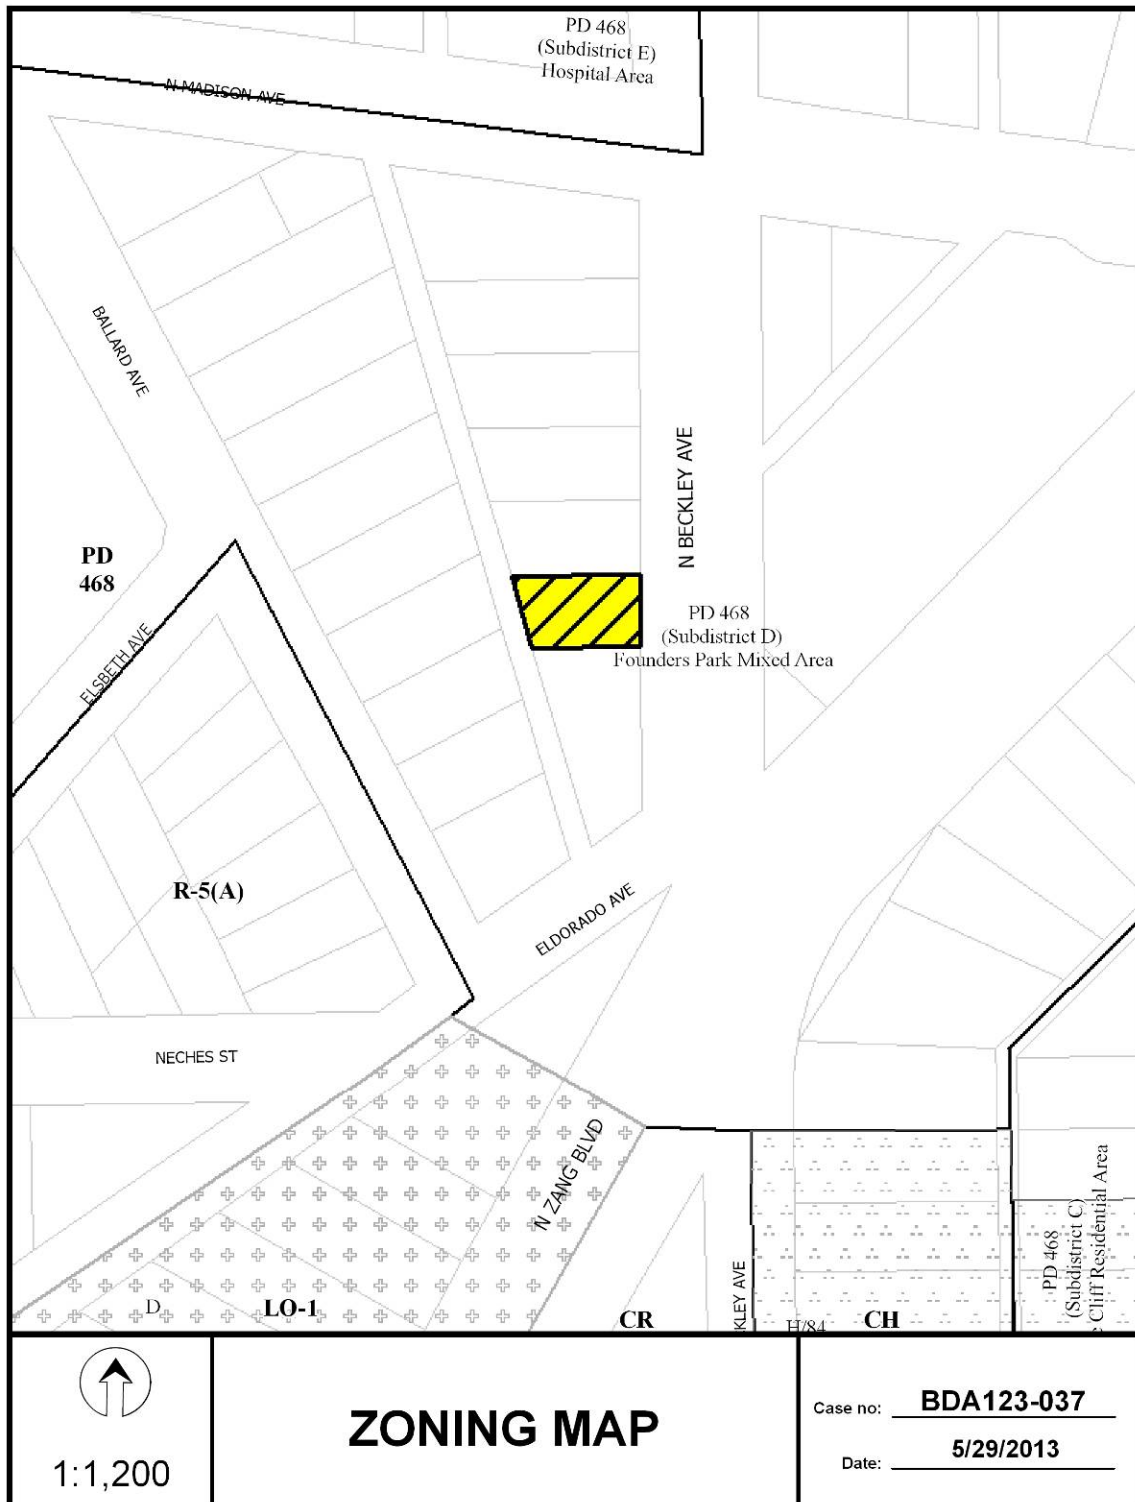 PD 468
(Subdistrict E)
Hospital Area
N MADISON AVE
BALLARD AVE
N BECKLEY AVE
PD
468
ELSBETH AVE
PD 468
(Subdistrict D)
Founders Park Mixed Area
R-5(A)
ELDORADO AVE
NECHES ST
N ZANG BLVD
D
LO-1
CR
KLEY AVE
H/84
CH
PD 468
(Subdistrict C)
Cliff Residential Area
1:1,200
ZONING MAP
Case no: BDA123-037
Date: 5/29/2013